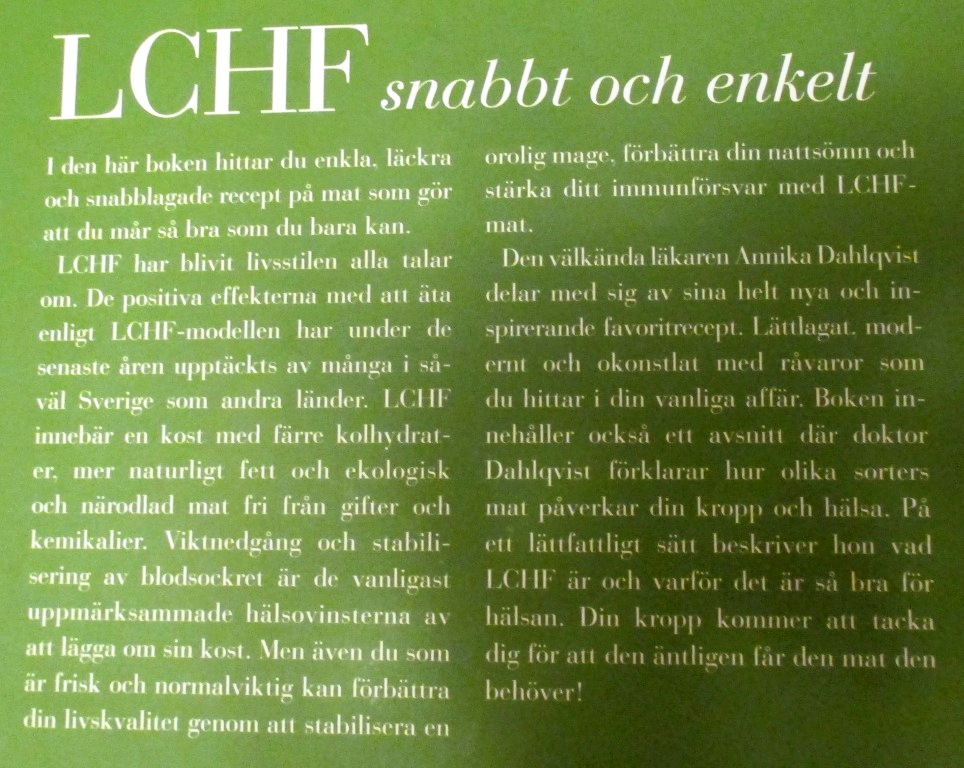 LCHF snabbt och enkelt
I den här boken hittar du enkla, läckra
och snabblagade recept på mat som gör
att du mår så bra som du bara kan.
LCHF har blivit livsstilen alla talar
om. De positiva effekterna med att äta
enligt LCHF-modellen har under de
senaste åren upptäckts av många i så-
väl Sverige som andra länder. LCHF
innebär en kost med färre kolhydrat-
er, mer naturligt fett och ekologisk
och närodlad mat fri från gifter och
kemikalier. Viktnedgång och stabili-
sering av blodsockret är de vanligast
uppmärksammade hälsovinsterna av
att lägga om sin kost. Men även du som
är frisk och normalviktig kan förbättra
din livskvalitet genom att stabilisera en
orolig mage, förbättra din nattsömn och
stärka ditt immunförsvar med LCHF-
mat.
Den välkända läkaren Annika Dahlqvist
delar med sig av sina helt nya och in-
spirerande favoritrecept. Lättlagat, mod-
ernt och okonstlat med råvaror som
du hittar i din vanliga affär. Boken in-
nehåller också ett avsnitt där doktor
Dahlqvist förklarar hur olika sorters
mat påverkar din kropp och hälsa. På
ett lättfattligt sätt beskriver hon vad
LCHF är och varför det är så bra för
hälsan. Din kropp kommer att tacka
dig för att den äntligen får den mat den
behöver!